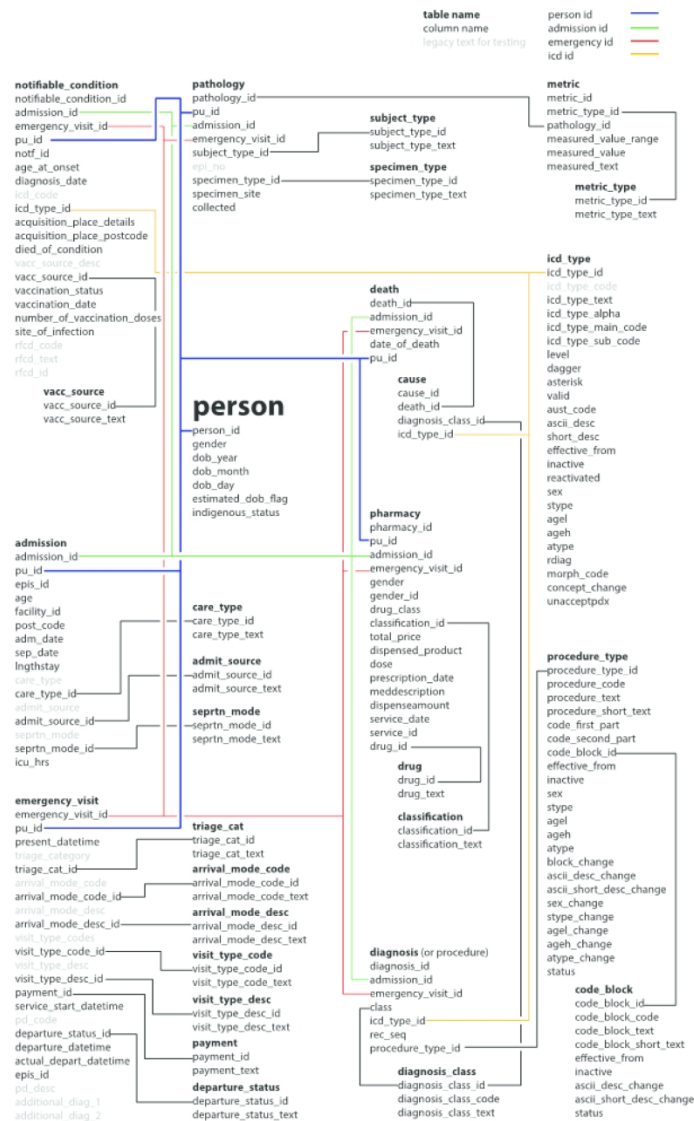 table name
column name
legacy text for testing
person id
admission id
emergency id
icd id
notifiable_condition
notifiable_condition_id
admission_id
emergency_visit_id
pu_id
notf_id
age_at_onset
diagnosis_date
icd_code
icd_type_id
acquisition_place_details
acquisition_place_postcode
died_of_condition
vacc_source_desc
vacc_source_id
vaccination_status
vaccination_date
number_of_vaccination_doses
site_of_infection
rfcd_code
rfcd_text
rfcd_id
vacc_source
vacc_source_id
vacc_source_text
pathology
pathology_id
pu_id
admission_id
emergency_visit_id
subject_type_id
epi_no
specimen_type_id
specimen_site
collected
subject_type
subject_type_id
subject_type_text
specimen_type
specimen_type_id
specimen_type_text
metric
metric_id
metric_type_id
pathology_id
measured_value_range
measured_value
measured_text
metric_type
metric_type_id
metric_type_text
icd_type
icd_type_id
icd_type_code
icd_type_text
icd_type_alpha
icd_type_main_code
icd_type_sub_code
level
dagger
asterisk
valid
aust_code
ascii_desc
short_desc
effective_from
inactive
reactivated
sex
stype
agel
ageh
atype
rdiag
morph_code
concept_change
unacceptpdx
death
death_id
admission_id
emergency_visit_id
date_of_death
pu_id
cause
cause_id
death_id
diagnosis_class_id
icd_type_id
person
person_id
gender
dob_year
dob_month
dob_day
estimated_dob_flag
indigenous_status
pharmacy
pharmacy_id
pu_id
admission_id
emergency_visit_id
gender
gender_id
drug_class
classification_id
total_price
dispensed_product
dose
prescription_date
meddescription
dispenseamount
service_date
service_id
drug_id
drug
drug_id
drug_text
classification
classification_id
classification_text
admission
admission_id
pu_id
epis_id
age
facility_id
post_code
adm_date
sep_date
lngthstay
care_type
care_type_id
admit_source
admit_source_id
seprtn_mode
seprtn_mode_id
icu_hrs
care_type
care_type_id
care_type_text
admit_source
admit_source_id
admit_source_text
seprtn_mode
seprtn_mode_id
seprtn_mode_text
procedure_type
procedure_type_id
procedure_code
procedure_text
procedure_short_text
code_first_part
code_second_part
code_block_id
effective_from
inactive
sex
stype
agel
ageh
atype
block_change
ascii_desc_change
ascii_short_desc_change
sex_change
stype_change
agel_change
ageh_change
atype_change
status
code_block
code_block_id
code_block_code
code_block_text
code_block_short_text
effective_from
inactive
ascii_desc_change
ascii_short_desc_change
status
emergency_visit
emergency_visit_id
pu_id
present_datetime
triage_category
triage_cat_id
arrival_mode_code
arrival_mode_code_id
arrival_mode_desc
arrival_mode_desc_id
visit_type_codes
visit_type_code_id
visit_type_desc
visit_type_desc_id
payment_id
service_start_datetime
pd_code
departure_status_id
departure_datetime
actual_depart_datetime
epis_id
pd_desc
additional_diag_1
additional_diag_2
triage_cat
triage_cat_id
triage_cat_text
arrival_mode_code
arrival_mode_code_id
arrival_mode_code_text
arrival_mode_desc
arrival_mode_desc_id
arrival_mode_desc_text
visit_type_code
visit_type_code_id
visit_type_code_text
visit_type_desc
visit_type_desc_id
visit_type_desc_text
payment
payment_id
payment_text
departure_status
departure_status_id
departure_status_text
diagnosis (or procedure)
diagnosis_id
admission_id
emergency_visit_id
class
icd_type_id
rec_seq
procedure_type_id
diagnosis_class
diagnosis_class_id
diagnosis_class_code
diagnosis_class_text